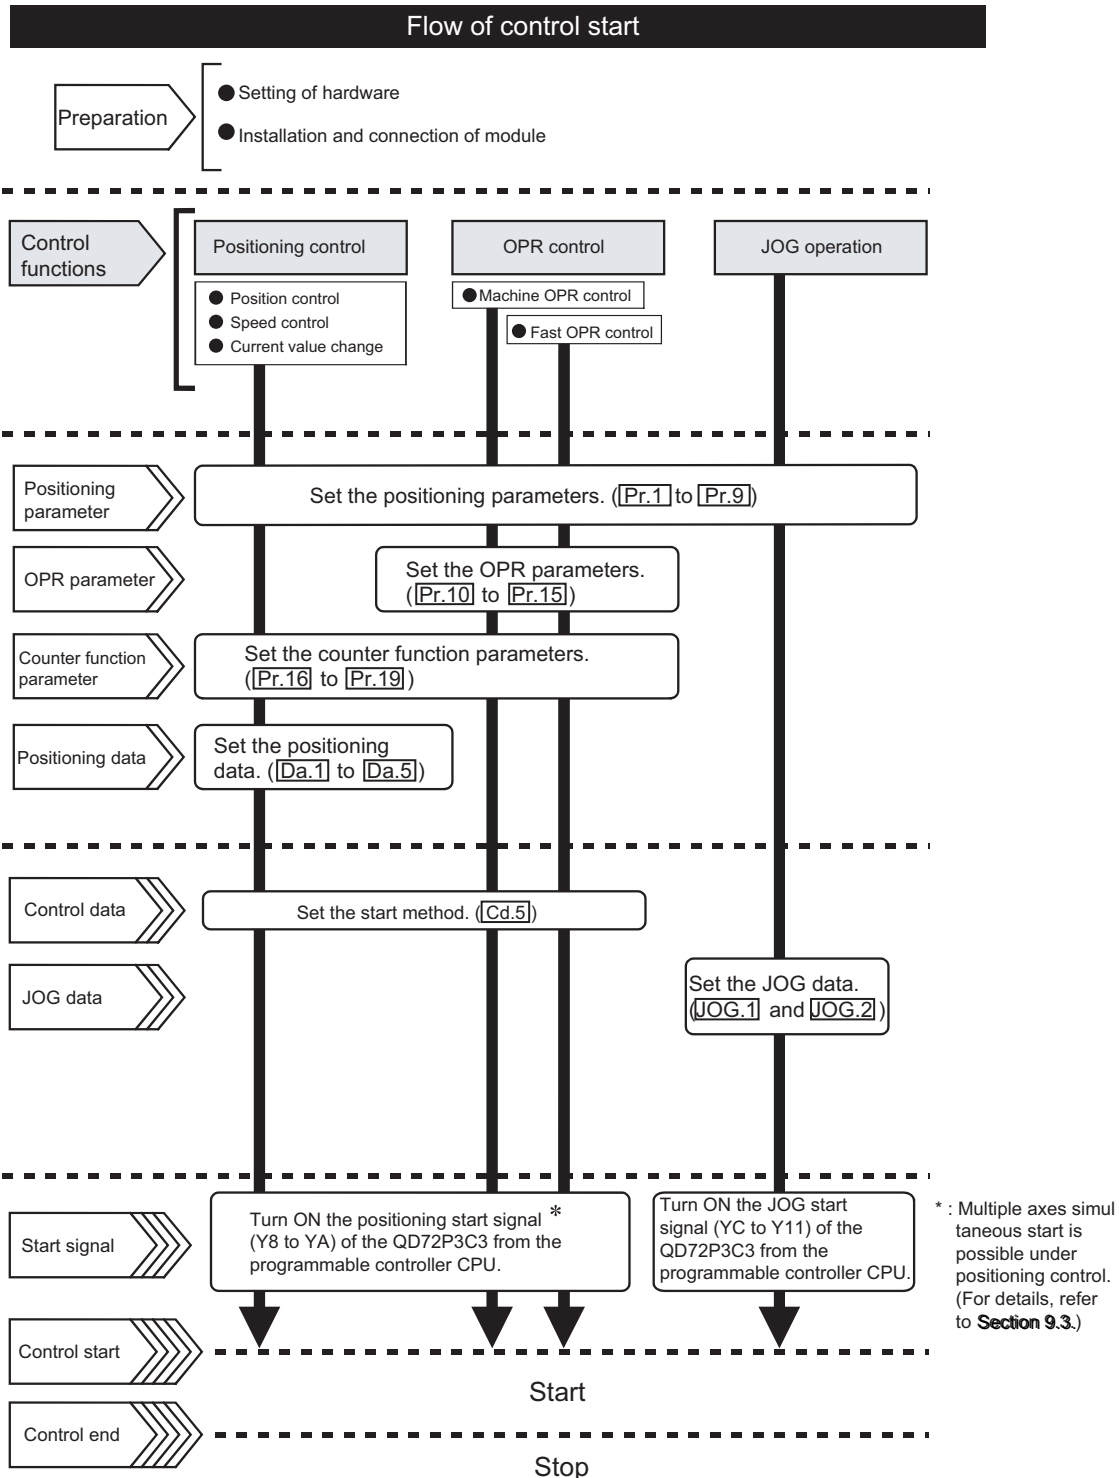 Flow of control start
Preparation
● Setting of hardware
● Installation and connection of module
Control
functions
Positioning control
OPR control
JOG operation
● Position control
● Speed control
● Current value change
● Machine OPR control
● Fast OPR control
Positioning
parameter
Set the positioning parameters. (Pr.1 to Pr.9)
OPR parameter
Set the OPR parameters.
(Pr.10 to Pr.15)
Counter function
parameter
Set the counter function parameters.
(Pr.16 to Pr.19)
Positioning data
Set the positioning
data. (Da.1 to Da.5)
Control data
Set the start method. (Cd.5)
JOG data
Set the JOG data.
(JOG.1 and JOG.2)
Start signal
Turn ON the positioning start signal *
(Y8 to YA) of the QD72P3C3 from the
programmable controller CPU.
Turn ON the JOG start
signal (YC to Y11) of the
QD72P3C3 from the
programmable controller CPU.
* : Multiple axes simul
taneous start is
possible under
positioning control.
(For details, refer
to Section 9.3.)
Control start
Start
Control end
Stop